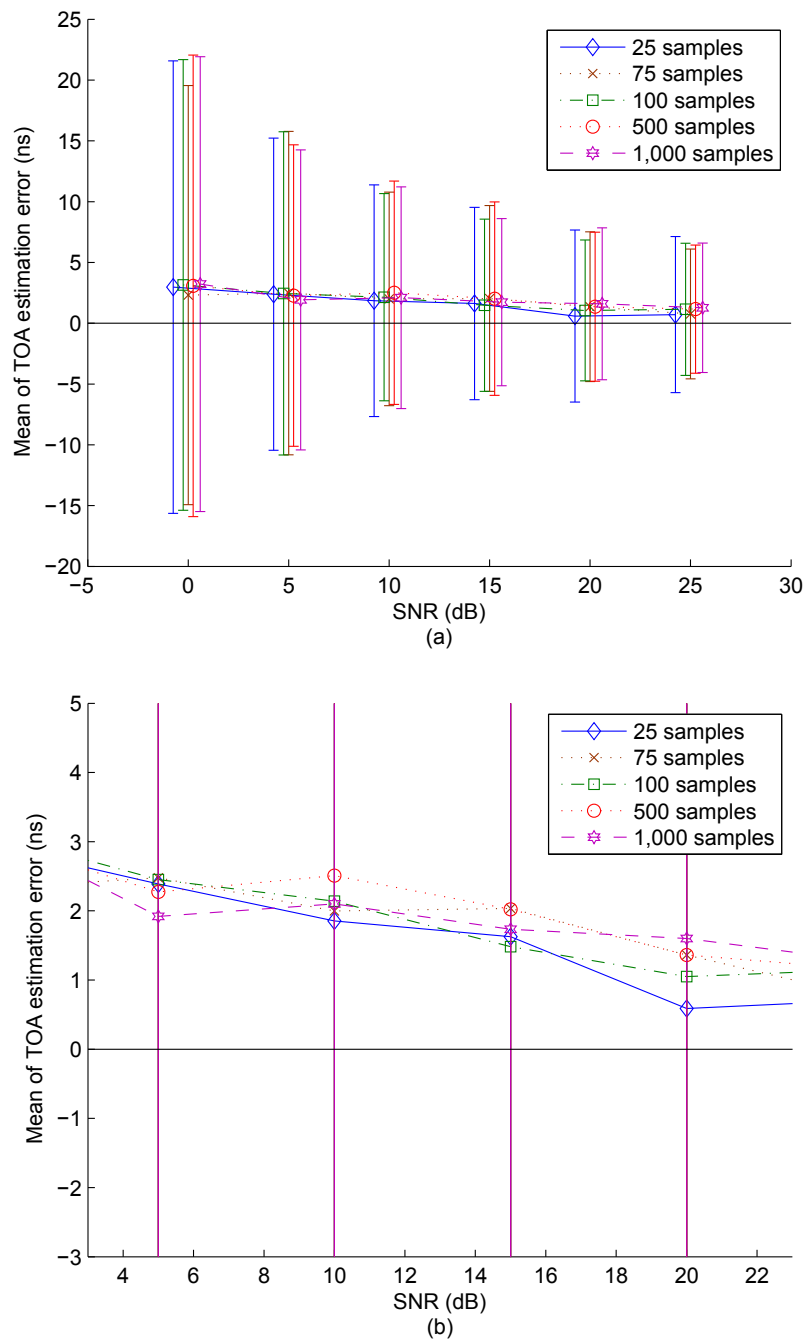 25
20
15
10
5
0
−5
−10
−15
−20
Mean of TOA estimation error (ns)
25 samples
75 samples
100 samples
500 samples
1,000 samples
−5 0 5 10 15 20 25 30
SNR (dB)
(a)
5
4
3
2
1
0
−1
−2
−3
Mean of TOA estimation error (ns)
25 samples
75 samples
100 samples
500 samples
1,000 samples
4 6 8 10 12 14 16 18 20 22
SNR (dB)
(b)